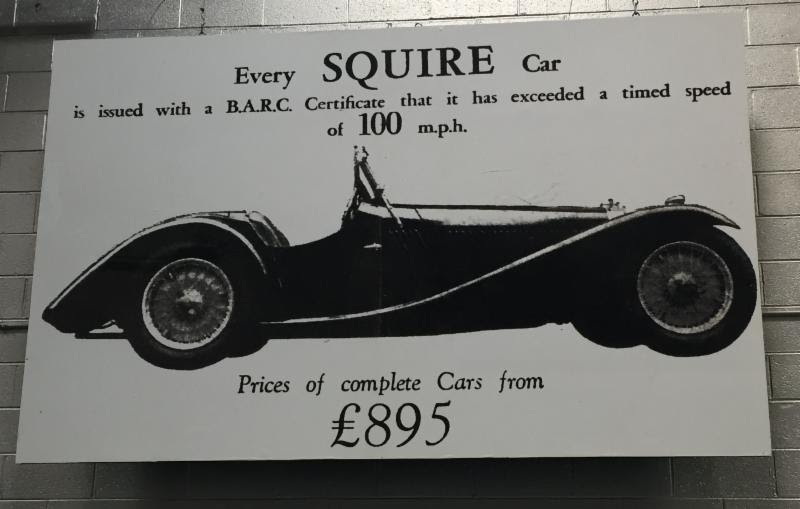 Every SQUIRE Car
is issued with a B.A.R.C. Certificate that it has exceeded a timed speed
of 100 m.p.h.
Prices of complete Cars from
£895